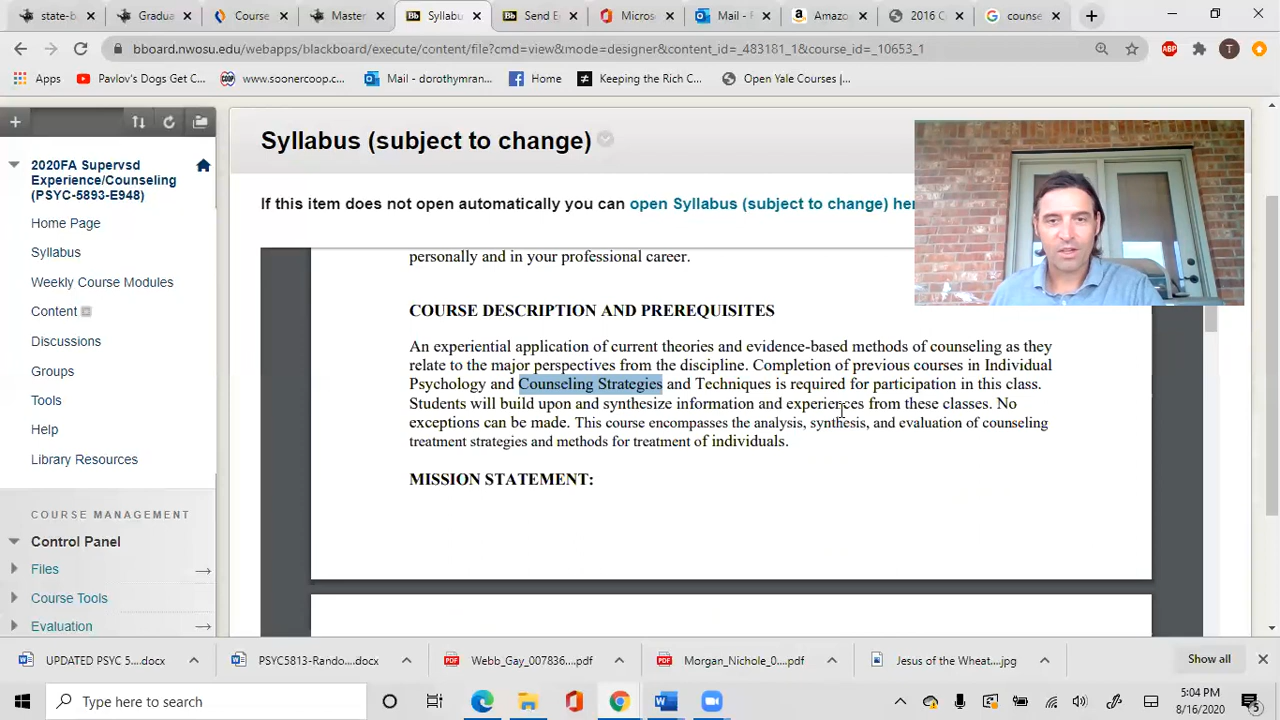 state-b
Gradua
Course
Master
Syllabu
Send E
Micros
Mail - F
Amazo
2016 C
course
bboard.nwosu.edu/webapps/blackboard/execute/content/file?cmd=view&mode=designer&content_id=_483181_1&course_id=_10653_1
Apps
Pavlov's Dogs Get C...
www.soonercoop.co...
Mail - dorothymran...
Home
Keeping the Rich C...
Open Yale Courses |...
2020FA Supervsd
Experience/Counseling
(PSYC-5893-E948)
Home Page
Syllabus
Weekly Course Modules
Content
Discussions
Groups
Tools
Help
Library Resources
COURSE MANAGEMENT
Control Panel
Files
Course Tools
Evaluation
Syllabus (subject to change)
If this item does not open automatically you can open Syllabus (subject to change) her
personally and in your professional career.
COURSE DESCRIPTION AND PREREQUISITES
An experiential application of current theories and evidence-based methods of counseling as they
relate to the major perspectives from the discipline. Completion of previous courses in Individual
Psychology and Counseling Strategies and Techniques is required for participation in this class.
Students will build upon and synthesize information and experiences from these classes. No
exceptions can be made. This course encompasses the analysis, synthesis, and evaluation of counseling
treatment strategies and methods for treatment of individuals.
MISSION STATEMENT:
UPDATED PSYC 5....docx
PSYC5813-Rando....docx
Webb_Gay_007836....pdf
Morgan_Nichole_0....pdf
Jesus of the Wheat....jpg
Show all
Type here to search
5:04 PM
8/16/2020
5